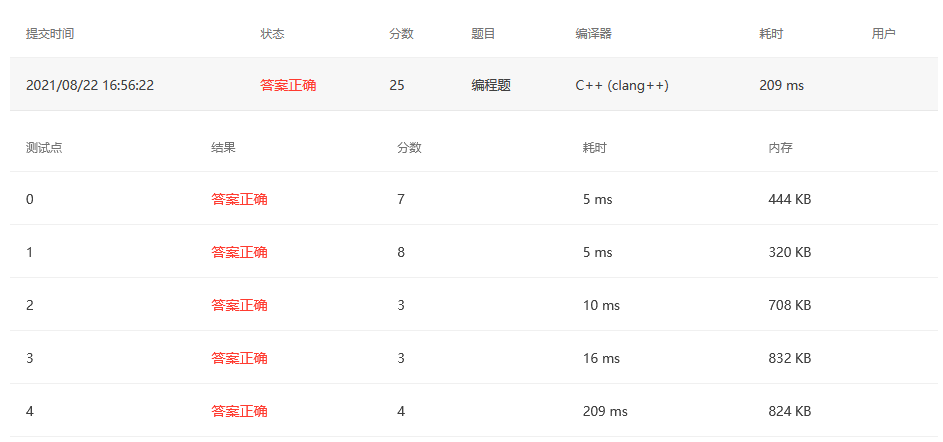 提交时间 状态 分数 题目 编译器 耗时 用户
2021/08/22 16:56:22 答案正确 25 编程题 C++ (clang++) 209 ms
测试点 结果 分数 耗时 内存
0 答案正确 7 5 ms 444 KB
1 答案正确 8 5 ms 320 KB
2 答案正确 3 10 ms 708 KB
3 答案正确 3 16 ms 832 KB
4 答案正确 4 209 ms 824 KB